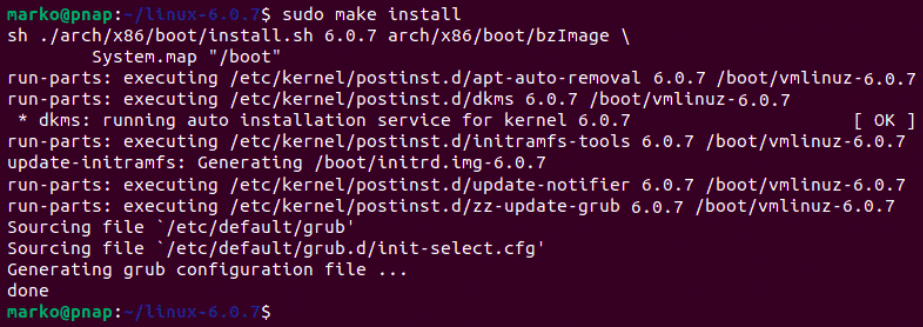 marko@pnap:~/linux-6.0.7$ sudo make install
sh ./arch/x86/boot/install.sh 6.0.7 arch/x86/boot/bzImage \
        System.map "/boot"
run-parts: executing /etc/kernel/postinst.d/apt-auto-removal 6.0.7 /boot/vmlinuz-6.0.7
run-parts: executing /etc/kernel/postinst.d/dkms 6.0.7 /boot/vmlinuz-6.0.7
 * dkms: running auto installation service for kernel 6.0.7                     [ OK ]
run-parts: executing /etc/kernel/postinst.d/initramfs-tools 6.0.7 /boot/vmlinuz-6.0.7
update-initramfs: Generating /boot/initrd.img-6.0.7
run-parts: executing /etc/kernel/postinst.d/update-notifier 6.0.7 /boot/vmlinuz-6.0.7
run-parts: executing /etc/kernel/postinst.d/zz-update-grub 6.0.7 /boot/vmlinuz-6.0.7
Sourcing file `/etc/default/grub'
Sourcing file `/etc/default/grub.d/init-select.cfg'
Generating grub configuration file ...
done
marko@pnap:~/linux-6.0.7$